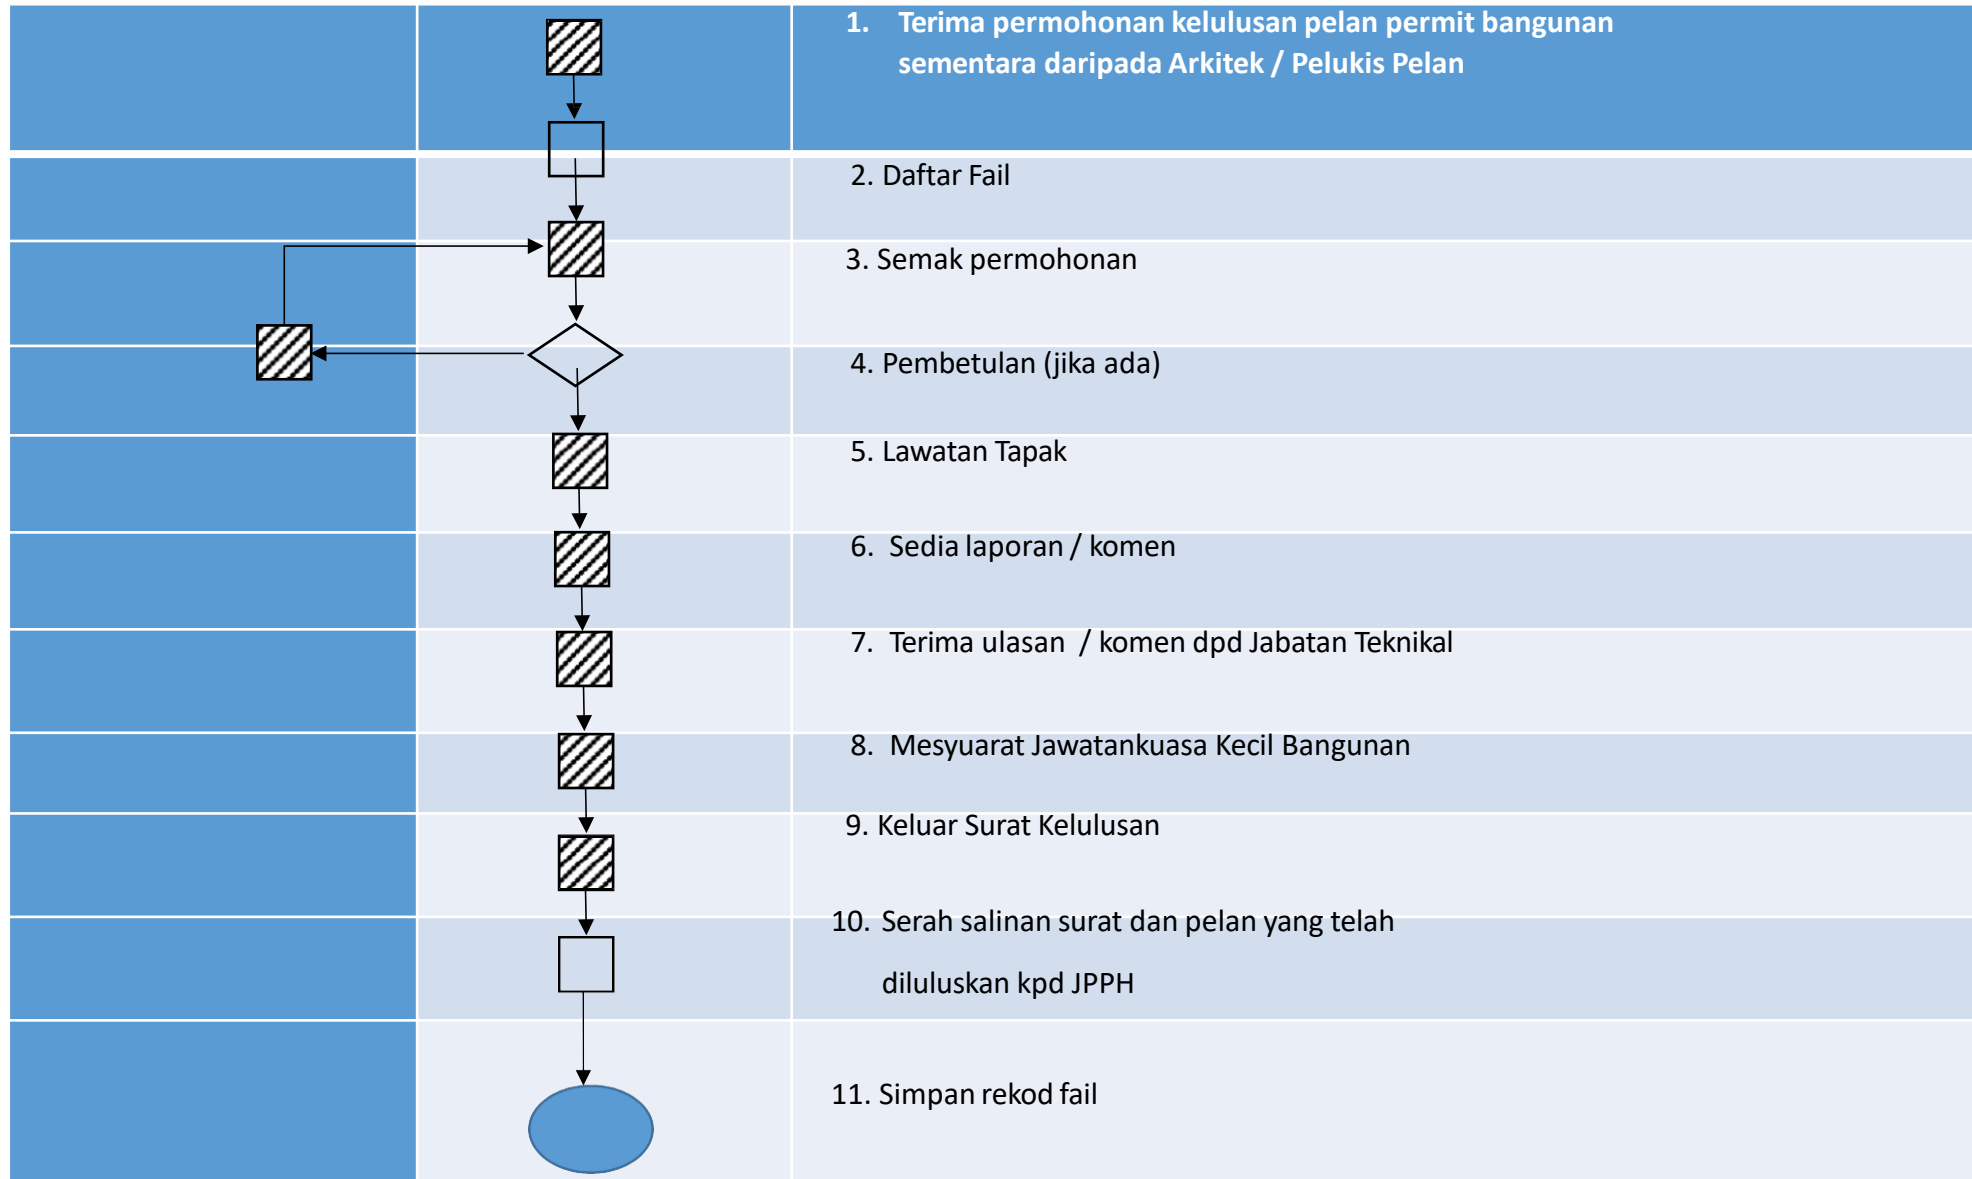 1. Terima permohonan kelulusan pelan permit bangunan
sementara daripada Arkitek / Pelukis Pelan
2. Daftar Fail
3. Semak permohonan
4. Pembetulan (jika ada)
5. Lawatan Tapak
6. Sedia laporan / komen
7. Terima ulasan / komen dpd Jabatan Teknikal
8. Mesyuarat Jawatankuasa Kecil Bangunan
9. Keluar Surat Kelulusan
10. Serah salinan surat dan pelan yang telah
diluluskan kpd JPPH
11. Simpan rekod fail